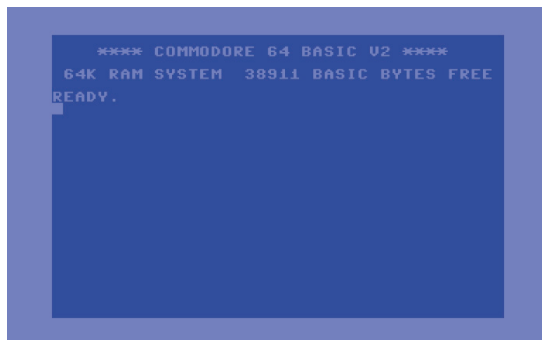 **** COMMODORE 64 BASIC V2 ****
64K RAM SYSTEM 38911 BASIC BYTES FREE
READY.